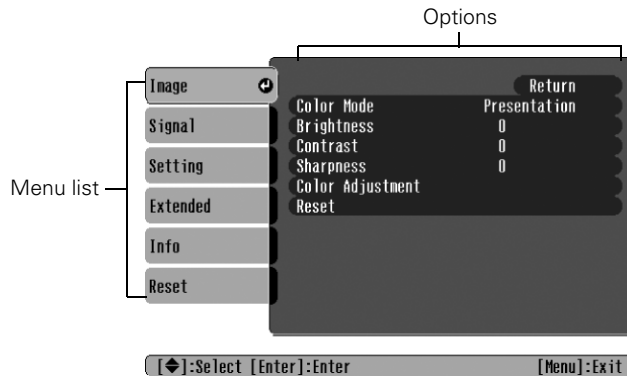 Options
Menu list
Image
Signal
Setting
Extended
Info
Reset
Return
Color Mode Presentation
Brightness 0
Contrast 0
Sharpness 0
Color Adjustment
Reset
[◆]:Select [Enter]:Enter [Menu]:Exit